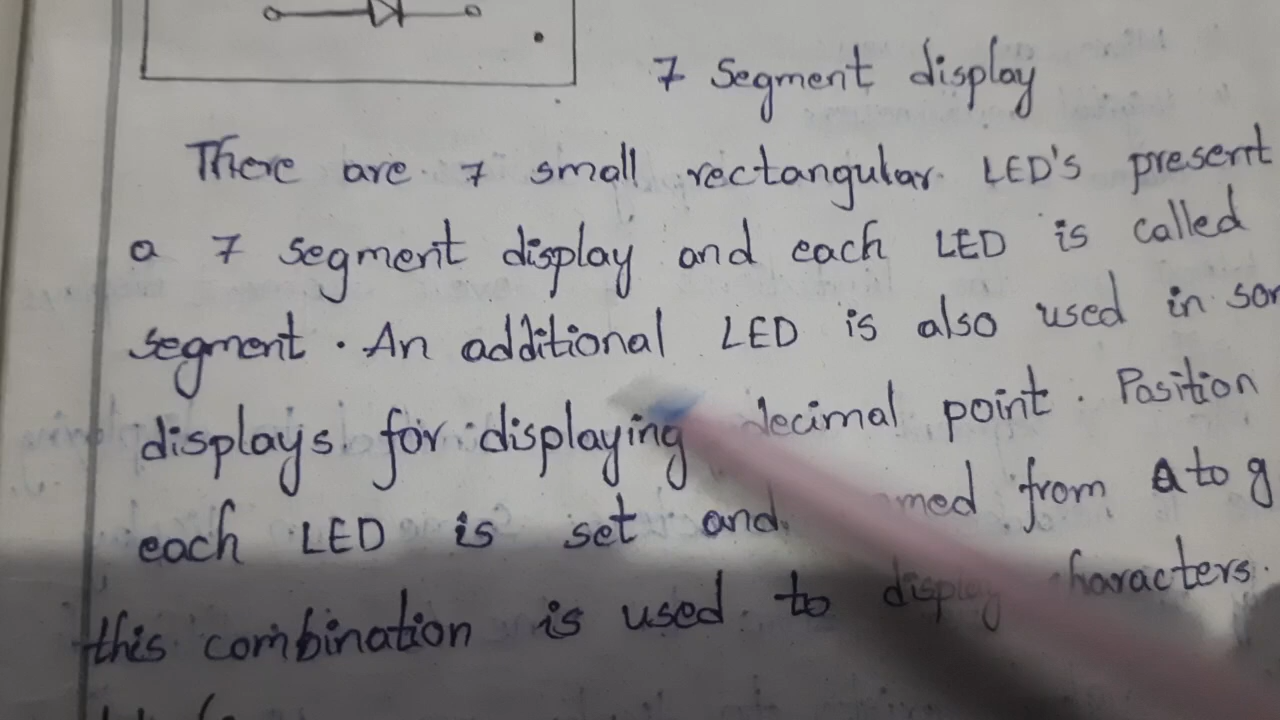 7 Segment display
There are 7 small rectangular LED's present
a 7 segment display and each LED is called
segment. An additional LED is also used in
displays for displaying decimal point. Position
each LED is set and from a to g
this combination is used to display characters.